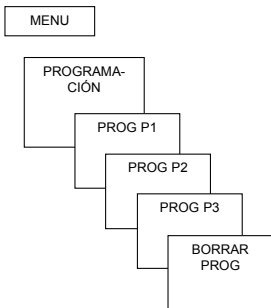 MENU
PROGRAMA-
CIÓN
PROG P1
PROG P2
PROG P3
BORRAR
PROG